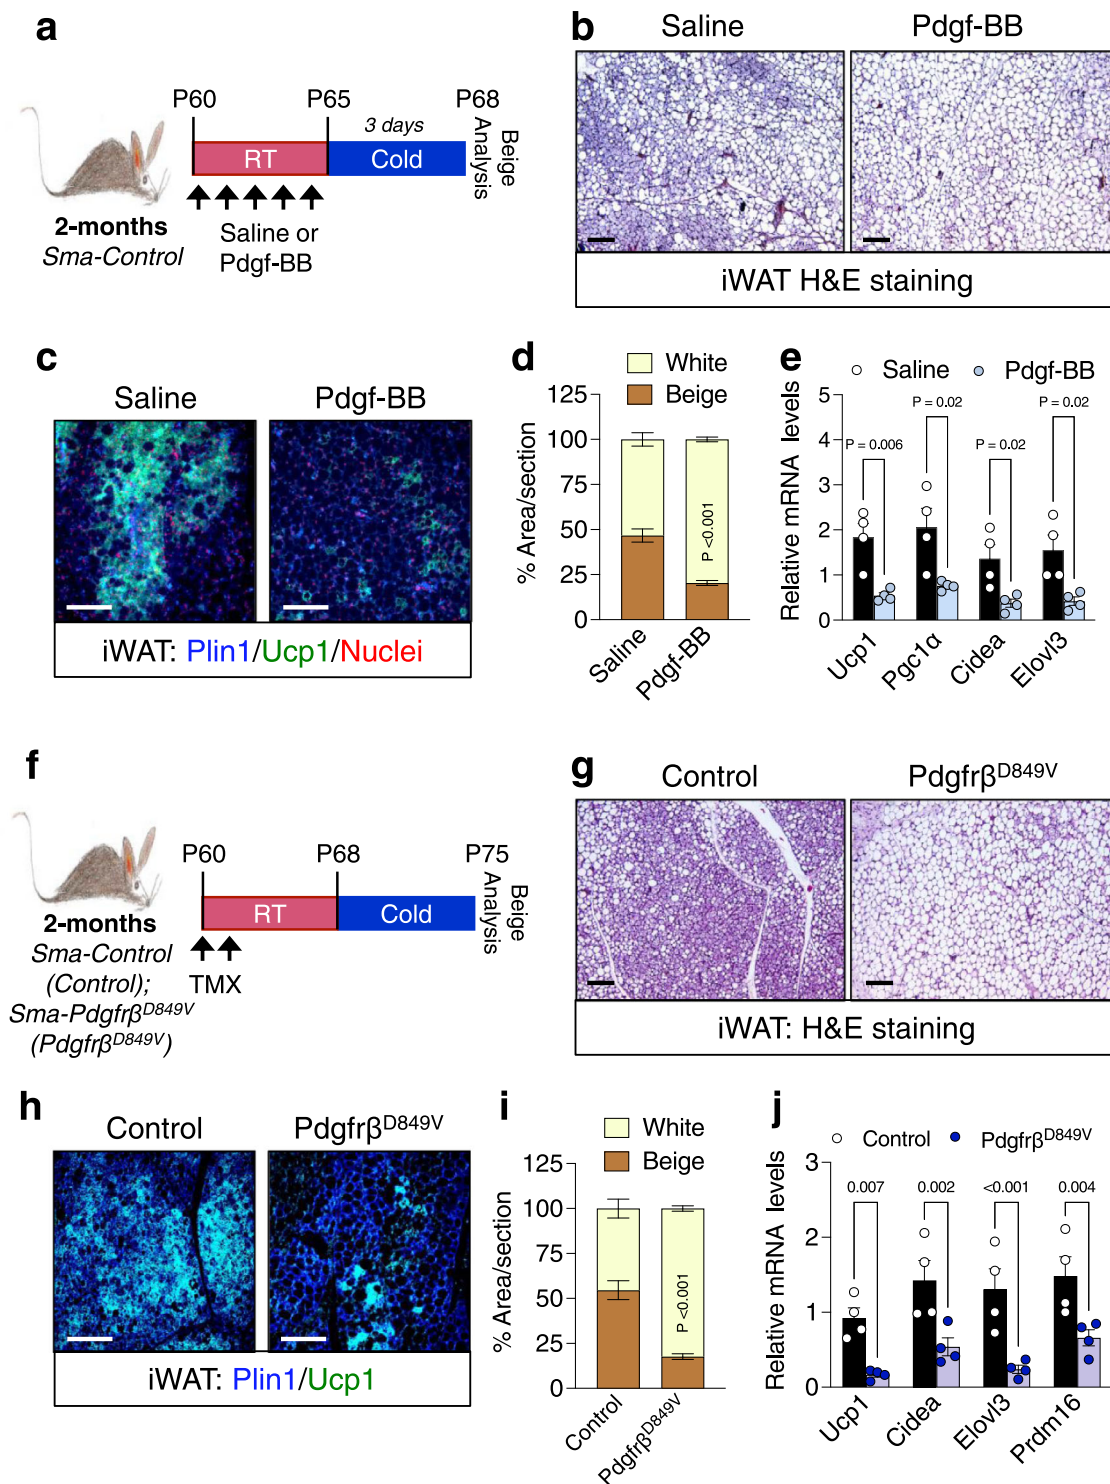 a
P60
P65
P68
3 days
RT
Cold
Analysis
Beige
2-months
Sma-Control
Saline or
Pdgf-BB
b
Saline
Pdgf-BB
iWAT H&E staining
c
Saline
Pdgf-BB
iWAT: Plin1/Ucp1/Nuclei
d
White
Beige
% Area/section
125
100
75
50
25
0
P <0.001
Saline
Pdgf-BB
e
Saline
Pdgf-BB
Relative mRNA levels
5
4
3
2
1
0
P = 0.006
P = 0.02
P = 0.02
P = 0.02
Ucp1
Pgc1α
Cidea
Elovl3
f
P60
P68
P75
RT
Cold
Analysis
Beige
2-months
Sma-Control
(Control);
Sma-Pdgfrβᴰ⁸⁴⁹ⱽ
(Pdgfrβᴰ⁸⁴⁹ⱽ)
TMX
g
Control
Pdgfrβᴰ⁸⁴⁹ⱽ
iWAT: H&E staining
h
Control
Pdgfrβᴰ⁸⁴⁹ⱽ
iWAT: Plin1/Ucp1
i
White
Beige
% Area/section
125
100
75
50
25
0
P <0.001
Control
Pdgfrβᴰ⁸⁴⁹ⱽ
j
Control
Pdgfrβᴰ⁸⁴⁹ⱽ
Relative mRNA levels
3
2
1
0
0.007
0.002
<0.001
0.004
Ucp1
Cidea
Elovl3
Prdm16